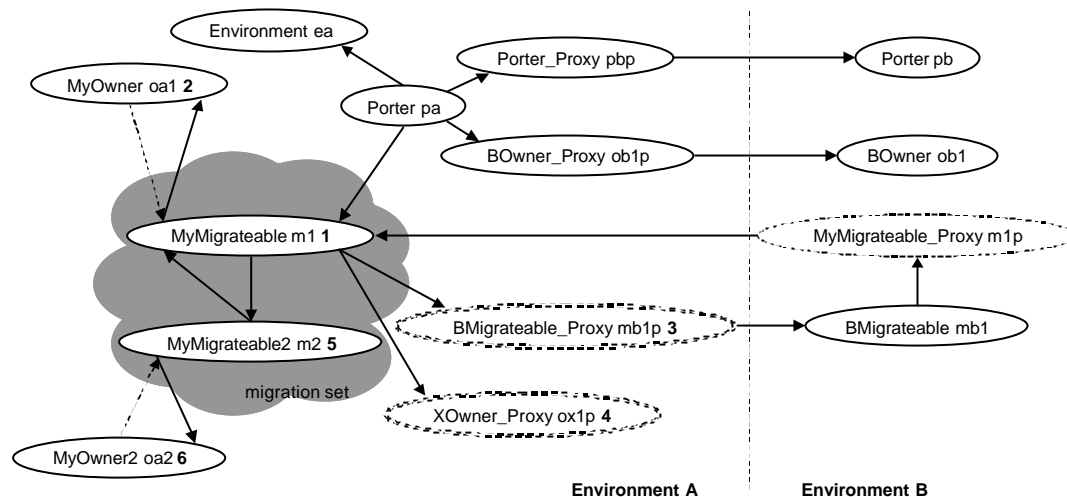 Environment ea
Porter_Proxy pbp
Porter pb
MyOwner oa1 2
Porter pa
BOwner_Proxy ob1p
BOwner ob1
MyMigrateable m1 1
MyMigrateable_Proxy m1p
BMigrateable_Proxy mb1p 3
BMigrateable mb1
MyMigrateable2 m2 5
migration set
XOwner_Proxy ox1p 4
MyOwner2 oa2 6
Environment A
Environment B